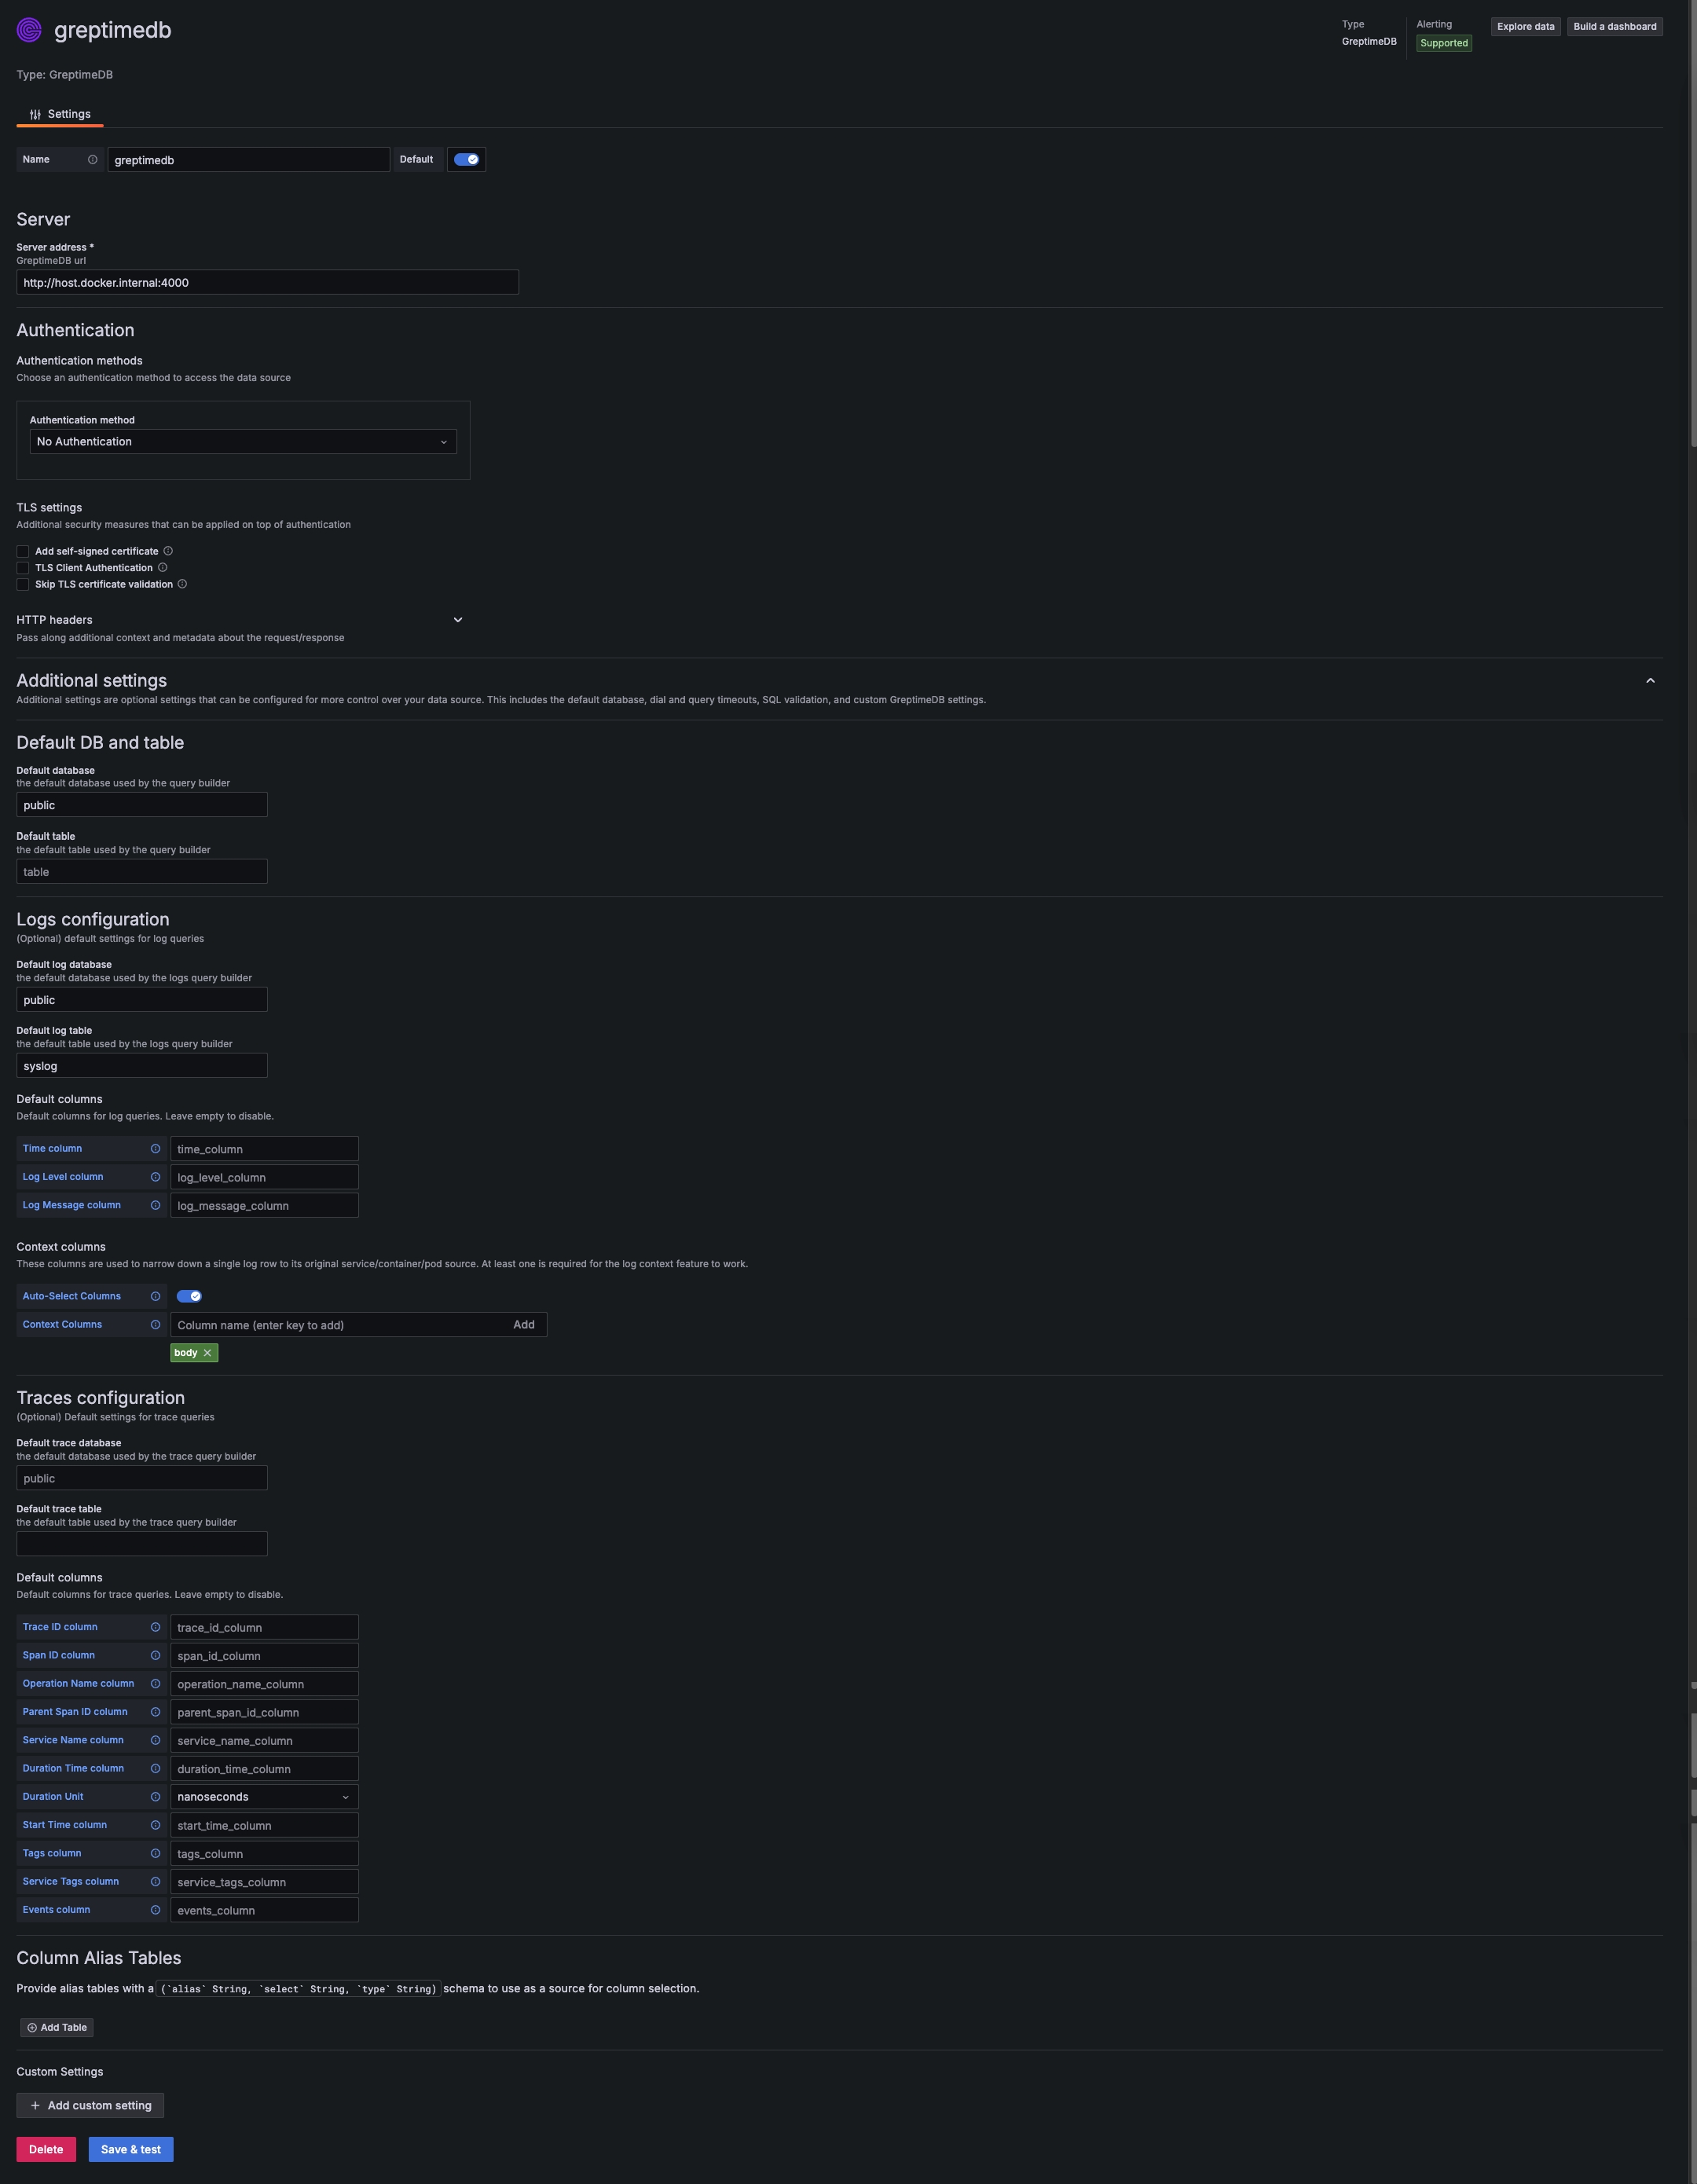 greptimedb
Type
GreptimeDB
Alerting
Supported
Explore data
Build a dashboard
Type: GreptimeDB
Settings
Name
greptimedb
Default
Server
Server address *
GreptimeDB url
http://host.docker.internal:4000
Authentication
Authentication methods
Choose an authentication method to access the data source
Authentication method
No Authentication
TLS settings
Additional security measures that can be applied on top of authentication
Add self-signed certificate
TLS Client Authentication
Skip TLS certificate validation
HTTP headers
Pass along additional context and metadata about the request/response
Additional settings
Additional settings are optional settings that can be configured for more control over your data source. This includes the default database, dial and query timeouts, SQL validation, and custom GreptimeDB settings.
Default DB and table
Default database
the default database used by the query builder
public
Default table
the default table used by the query builder
table
Logs configuration
(Optional) default settings for log queries
Default log database
the default database used by the logs query builder
public
Default log table
the default table used by the logs query builder
syslog
Default columns
Default columns for log queries. Leave empty to disable.
Time column
time_column
Log Level column
log_level_column
Log Message column
log_message_column
Context columns
These columns are used to narrow down a single log row to its original service/container/pod source. At least one is required for the log context feature to work.
Auto-Select Columns
Context Columns
Column name (enter key to add)
Add
body
Traces configuration
(Optional) Default settings for trace queries
Default trace database
the default database used by the trace query builder
public
Default trace table
the default table used by the trace query builder
Default columns
Default columns for trace queries. Leave empty to disable.
Trace ID column
trace_id_column
Span ID column
span_id_column
Operation Name column
operation_name_column
Parent Span ID column
parent_span_id_column
Service Name column
service_name_column
Duration Time column
duration_time_column
Duration Unit
nanoseconds
Start Time column
start_time_column
Tags column
tags_column
Service Tags column
service_tags_column
Events column
events_column
Column Alias Tables
Provide alias tables with a (`alias` String, `select` String, `type` String) schema to use as a source for column selection.
Add Table
Custom Settings
Add custom setting
Delete
Save & test